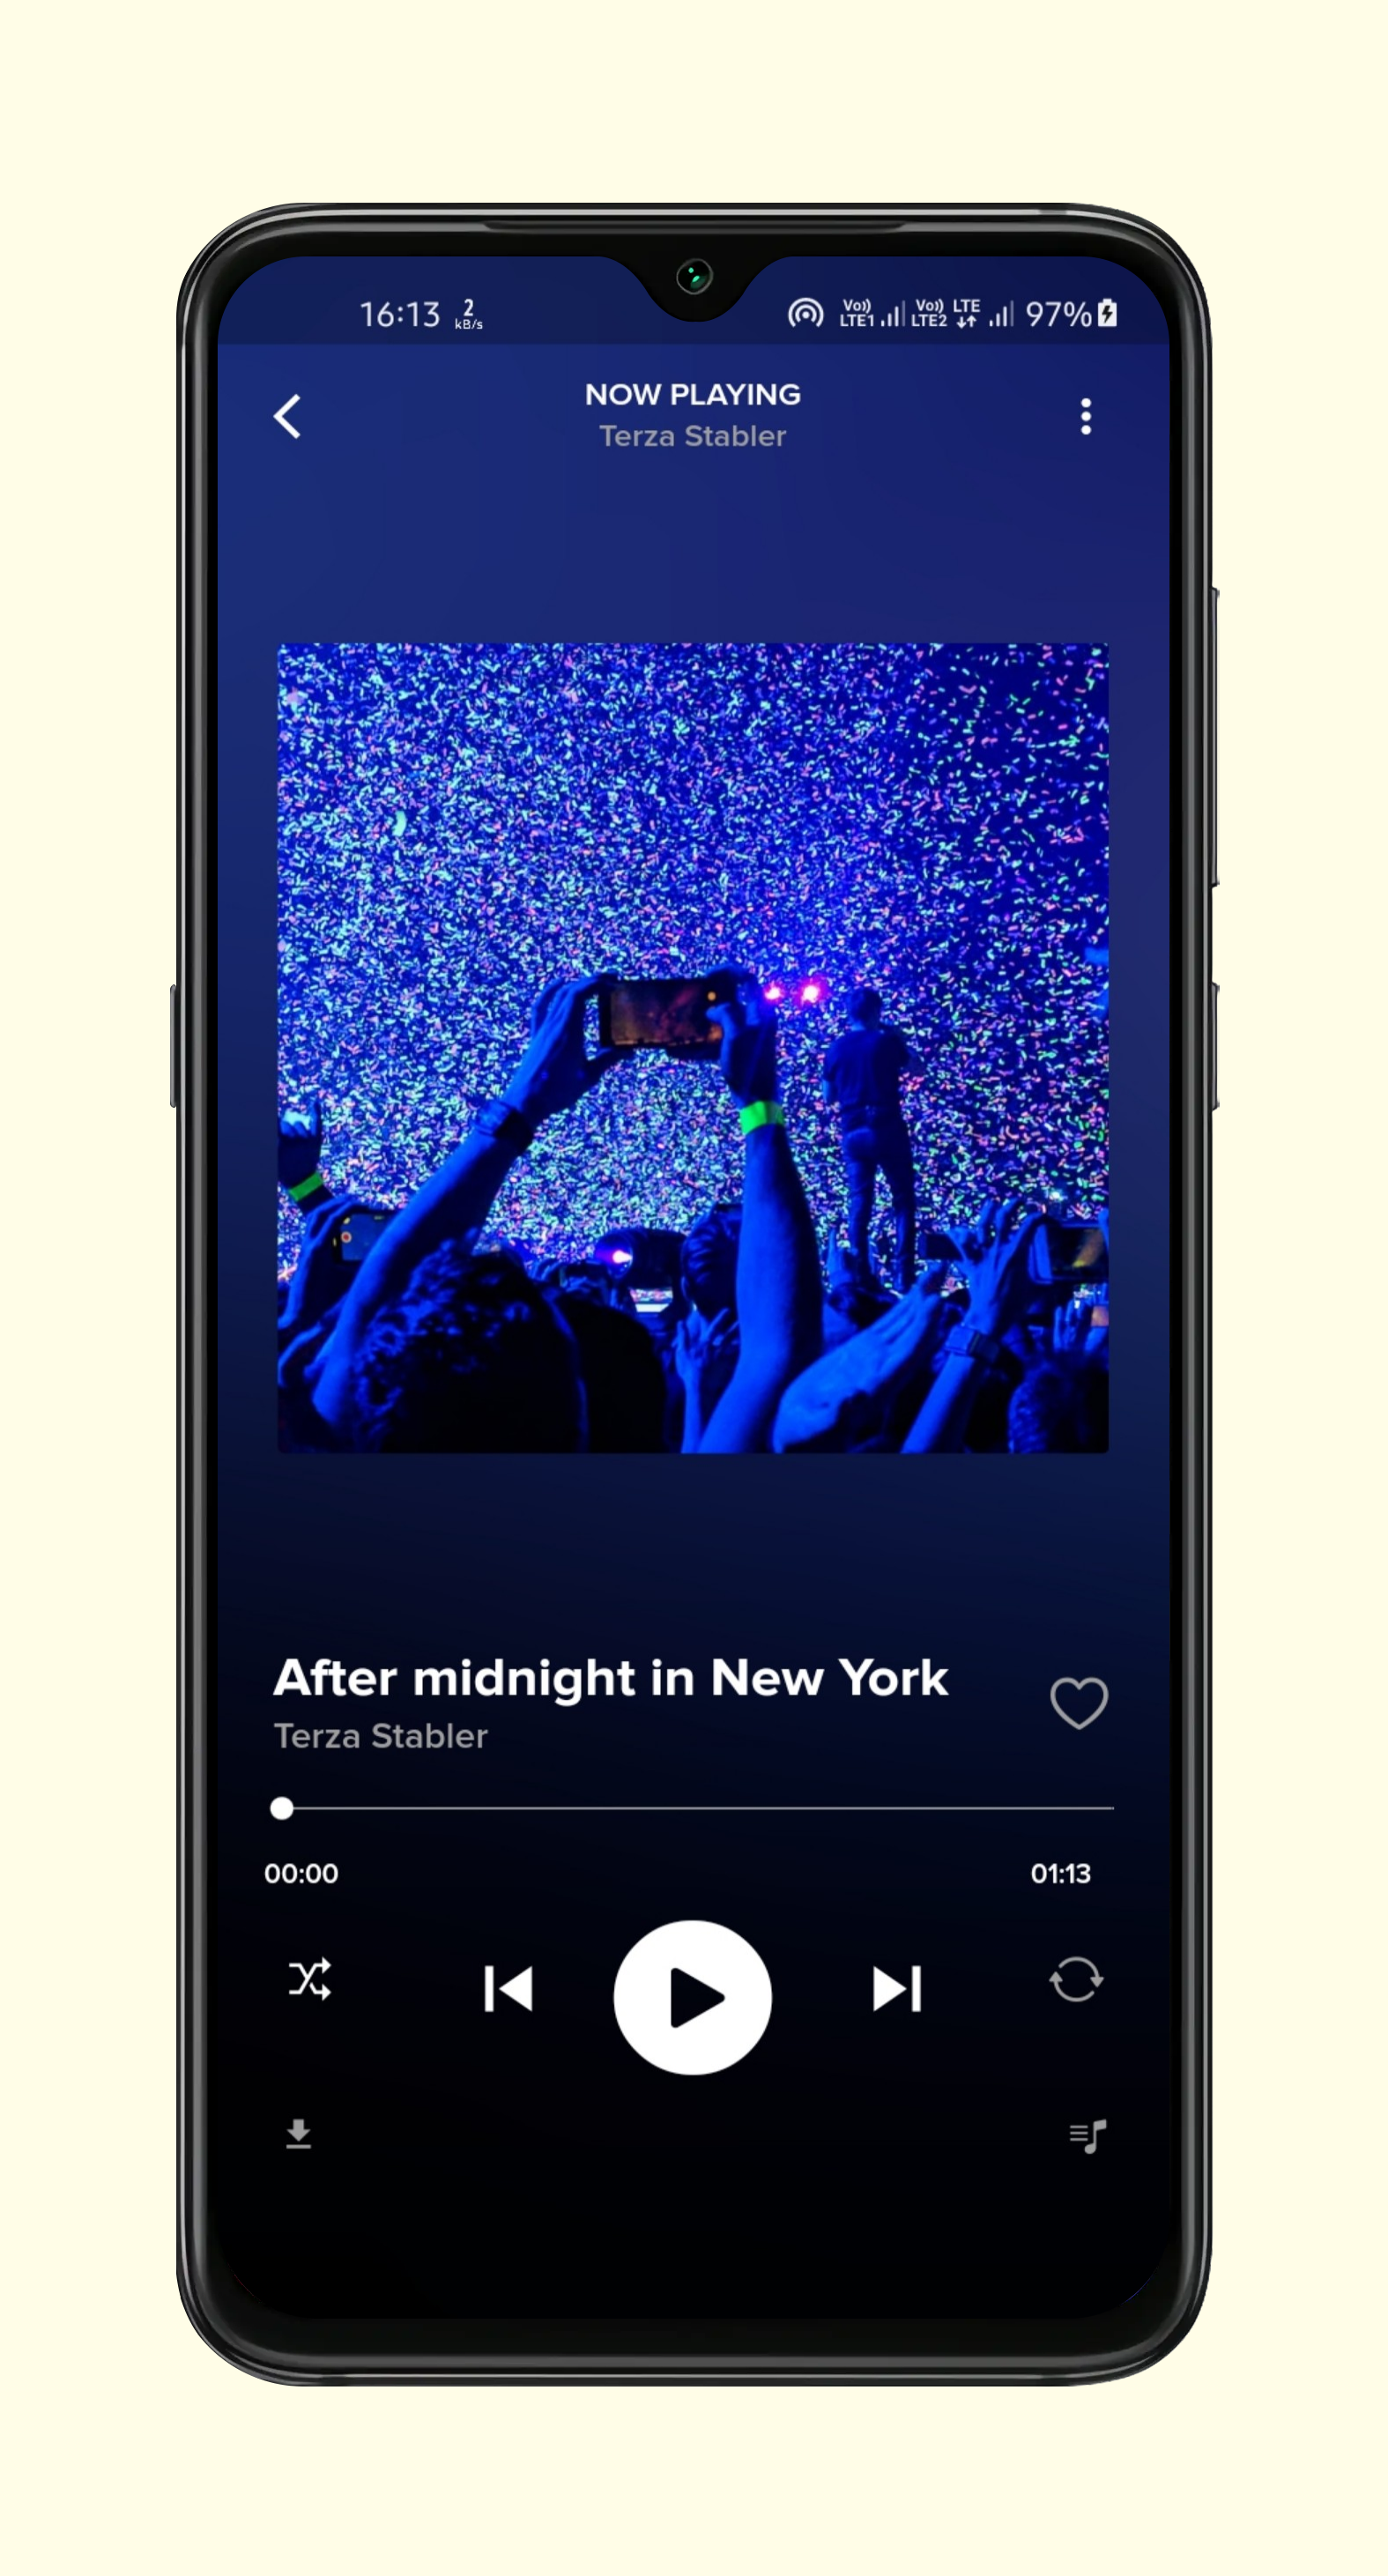 16:13 2 kB/s Vo)) LTE1 Vo)) LTE2 LTE 97%
NOW PLAYING
Terza Stabler
After midnight in New York
Terza Stabler
00:00 01:13